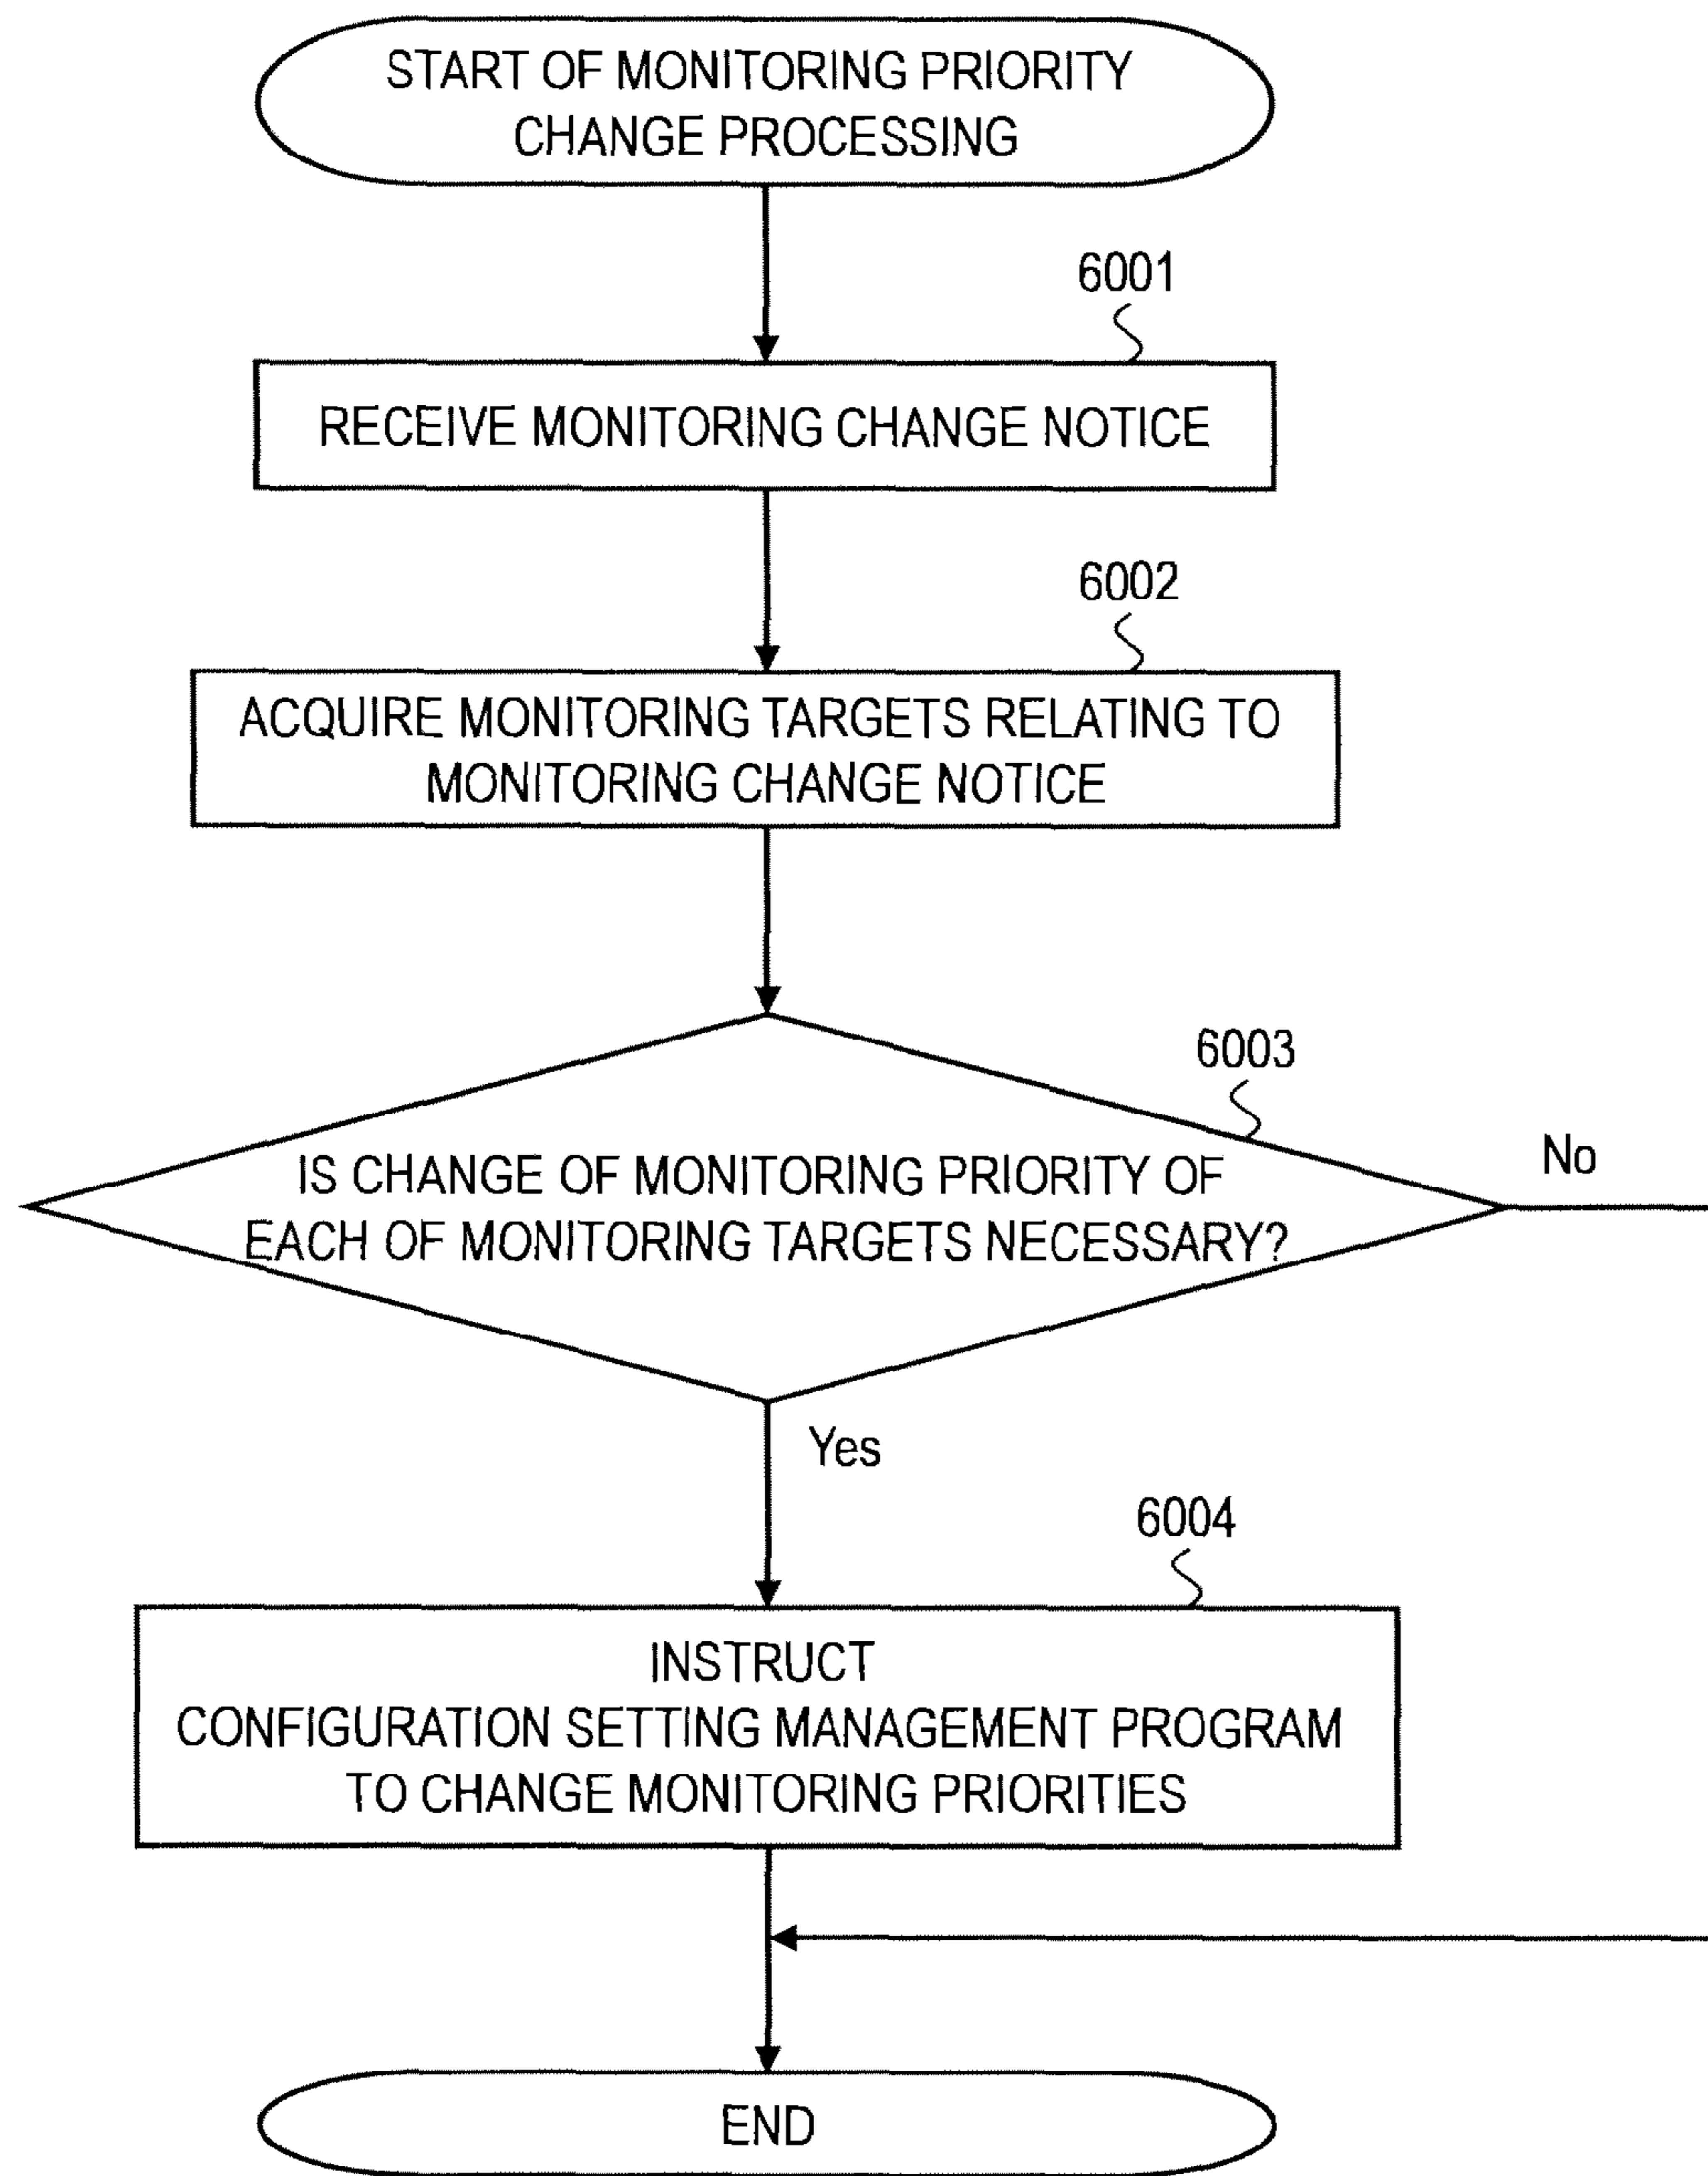 START OF MONITORING PRIORITY
CHANGE PROCESSING
6001
RECEIVE MONITORING CHANGE NOTICE
6002
ACQUIRE MONITORING TARGETS RELATING TO
MONITORING CHANGE NOTICE
6003
IS CHANGE OF MONITORING PRIORITY OF
EACH OF MONITORING TARGETS NECESSARY?
No
Yes
6004
INSTRUCT
CONFIGURATION SETTING MANAGEMENT PROGRAM
TO CHANGE MONITORING PRIORITIES
END